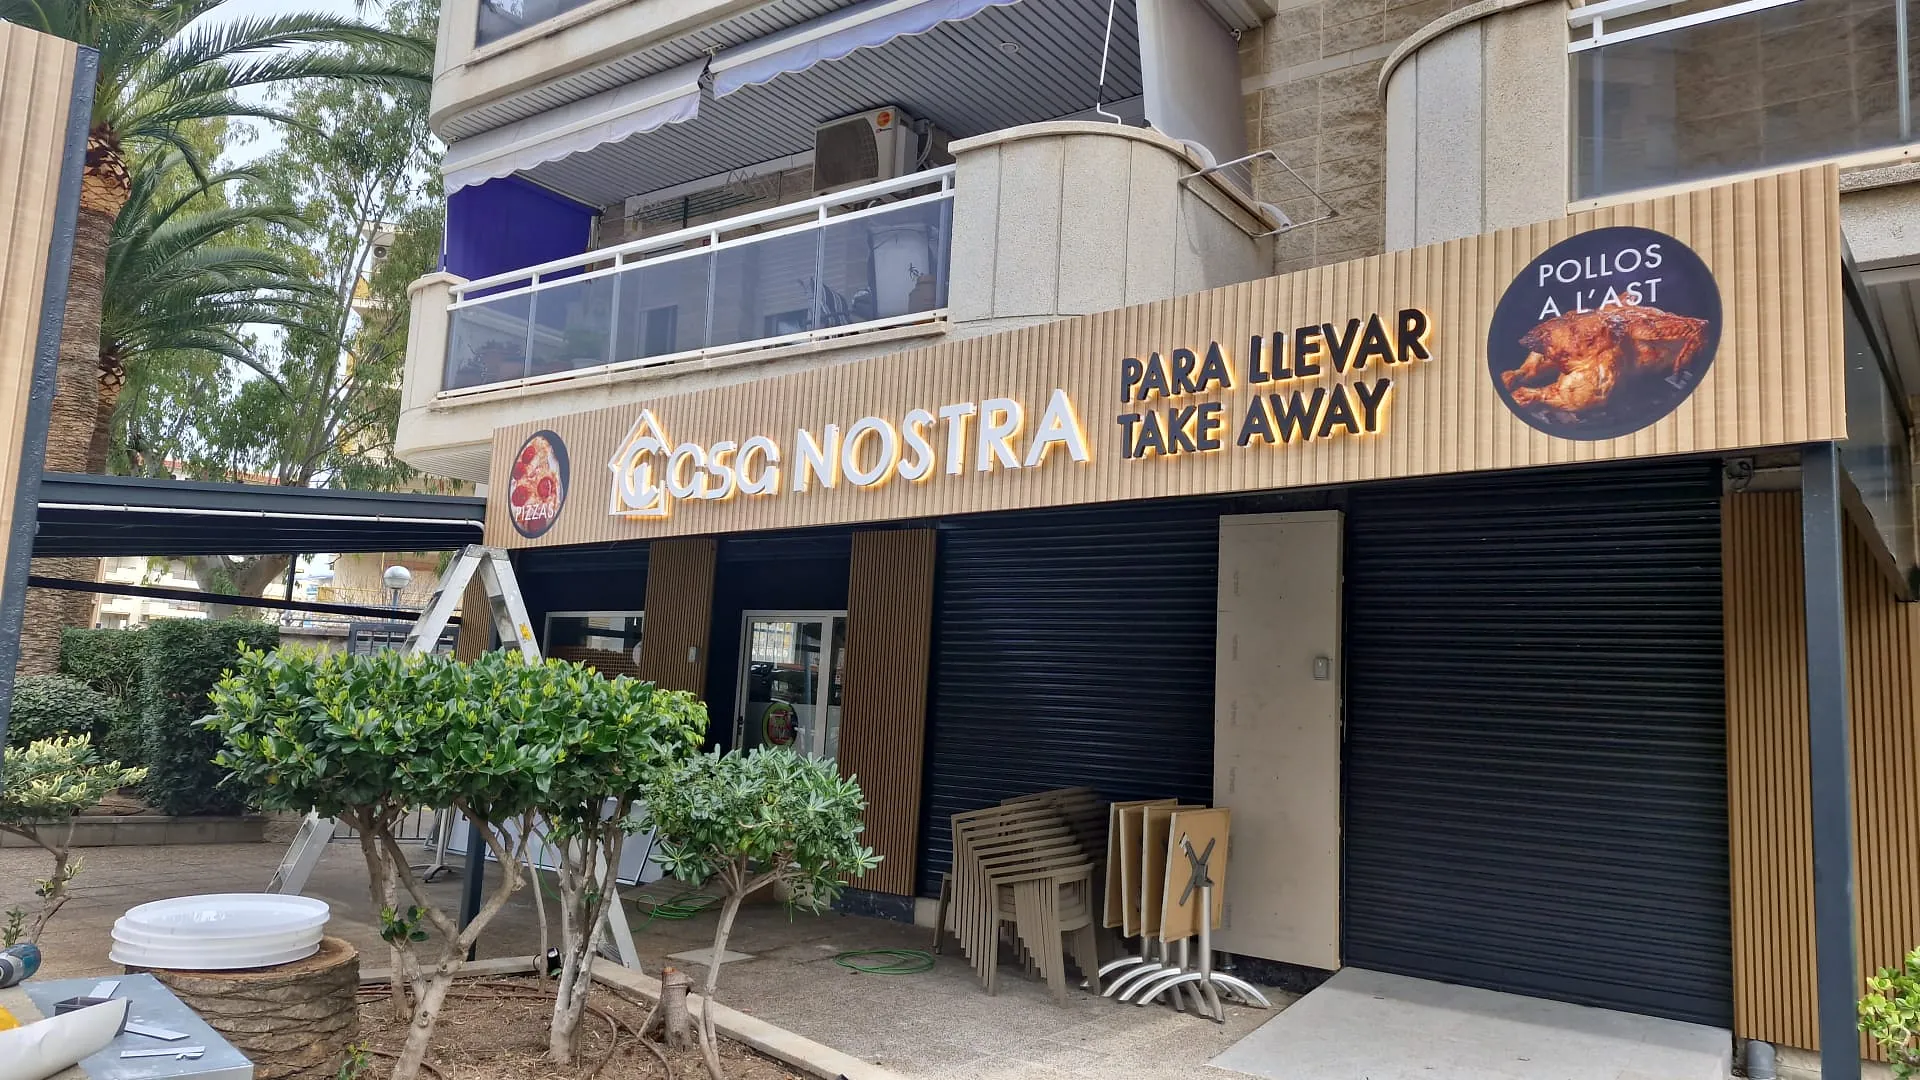 PIZZAS
Casa NOSTRA
PARA LLEVAR
TAKE AWAY
POLLOS
A L'AST